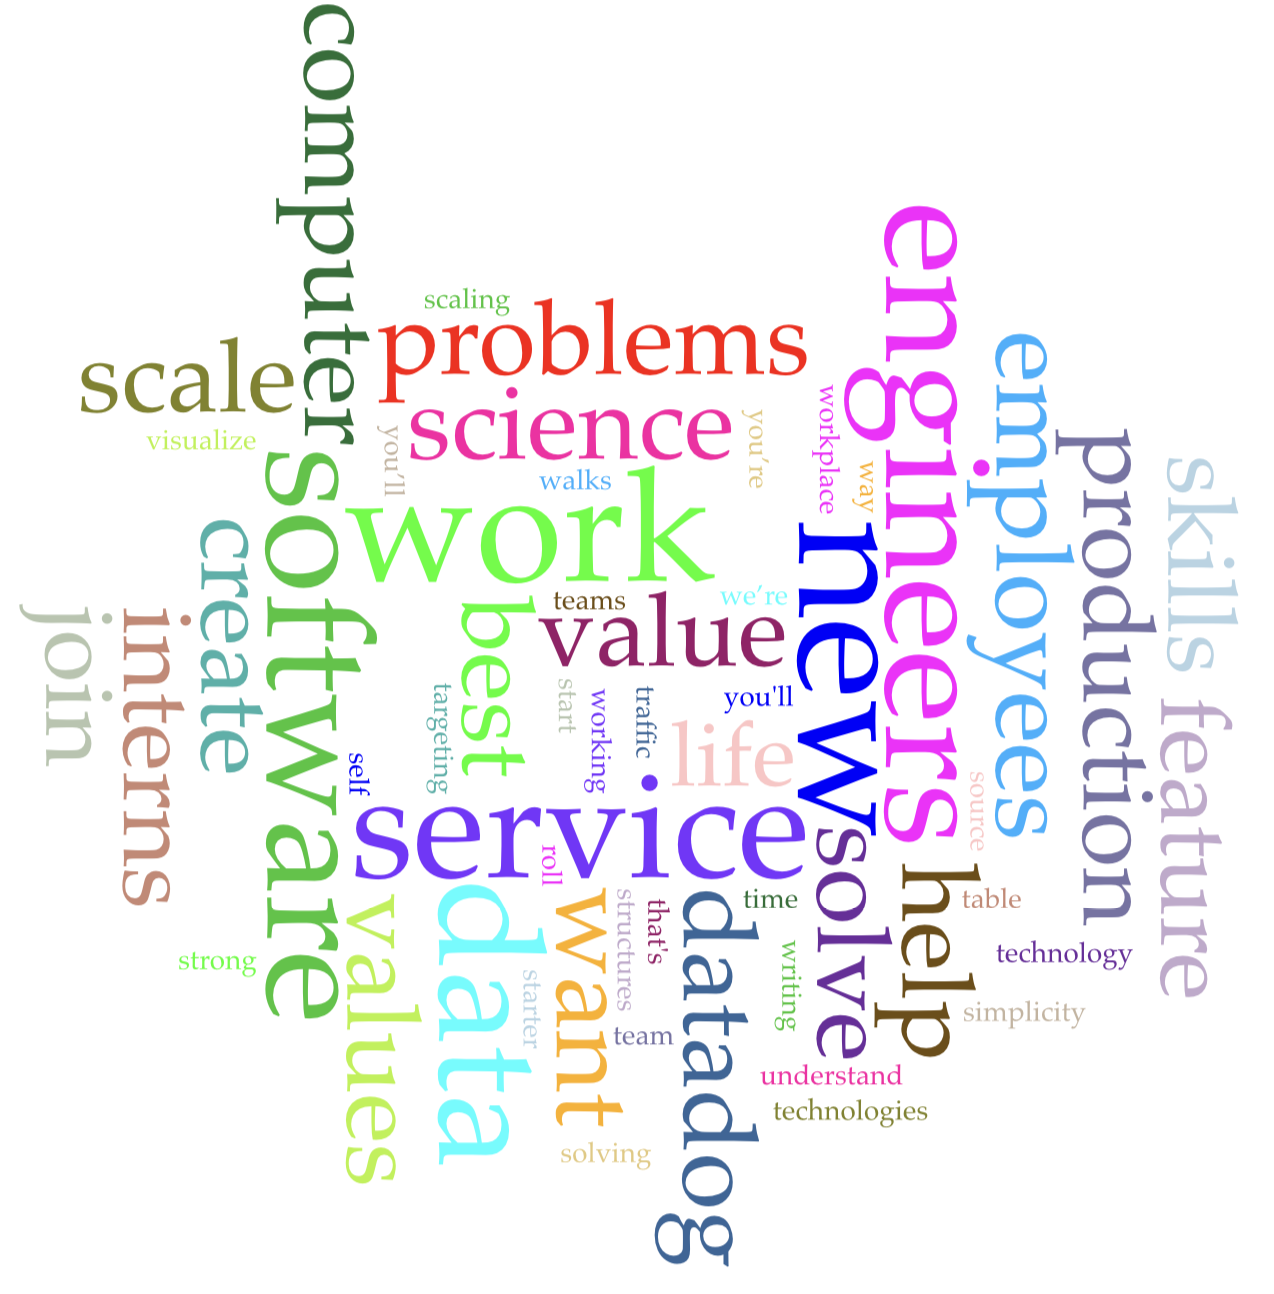 computer
engineers
scaling
problems
scale
employees
science
workplace
you’re
you’ll
visualize
production
skills
way
walks
software
work
create
new
teams
we’re
value
best
join
interns
start
targeting
working
traffic
you'll
feature
life
self
source
service
solve
roll
help
values
data
want
structures
that's
datadog
time
table
strong
technology
writing
starter
simplicity
team
understand
technologies
solving